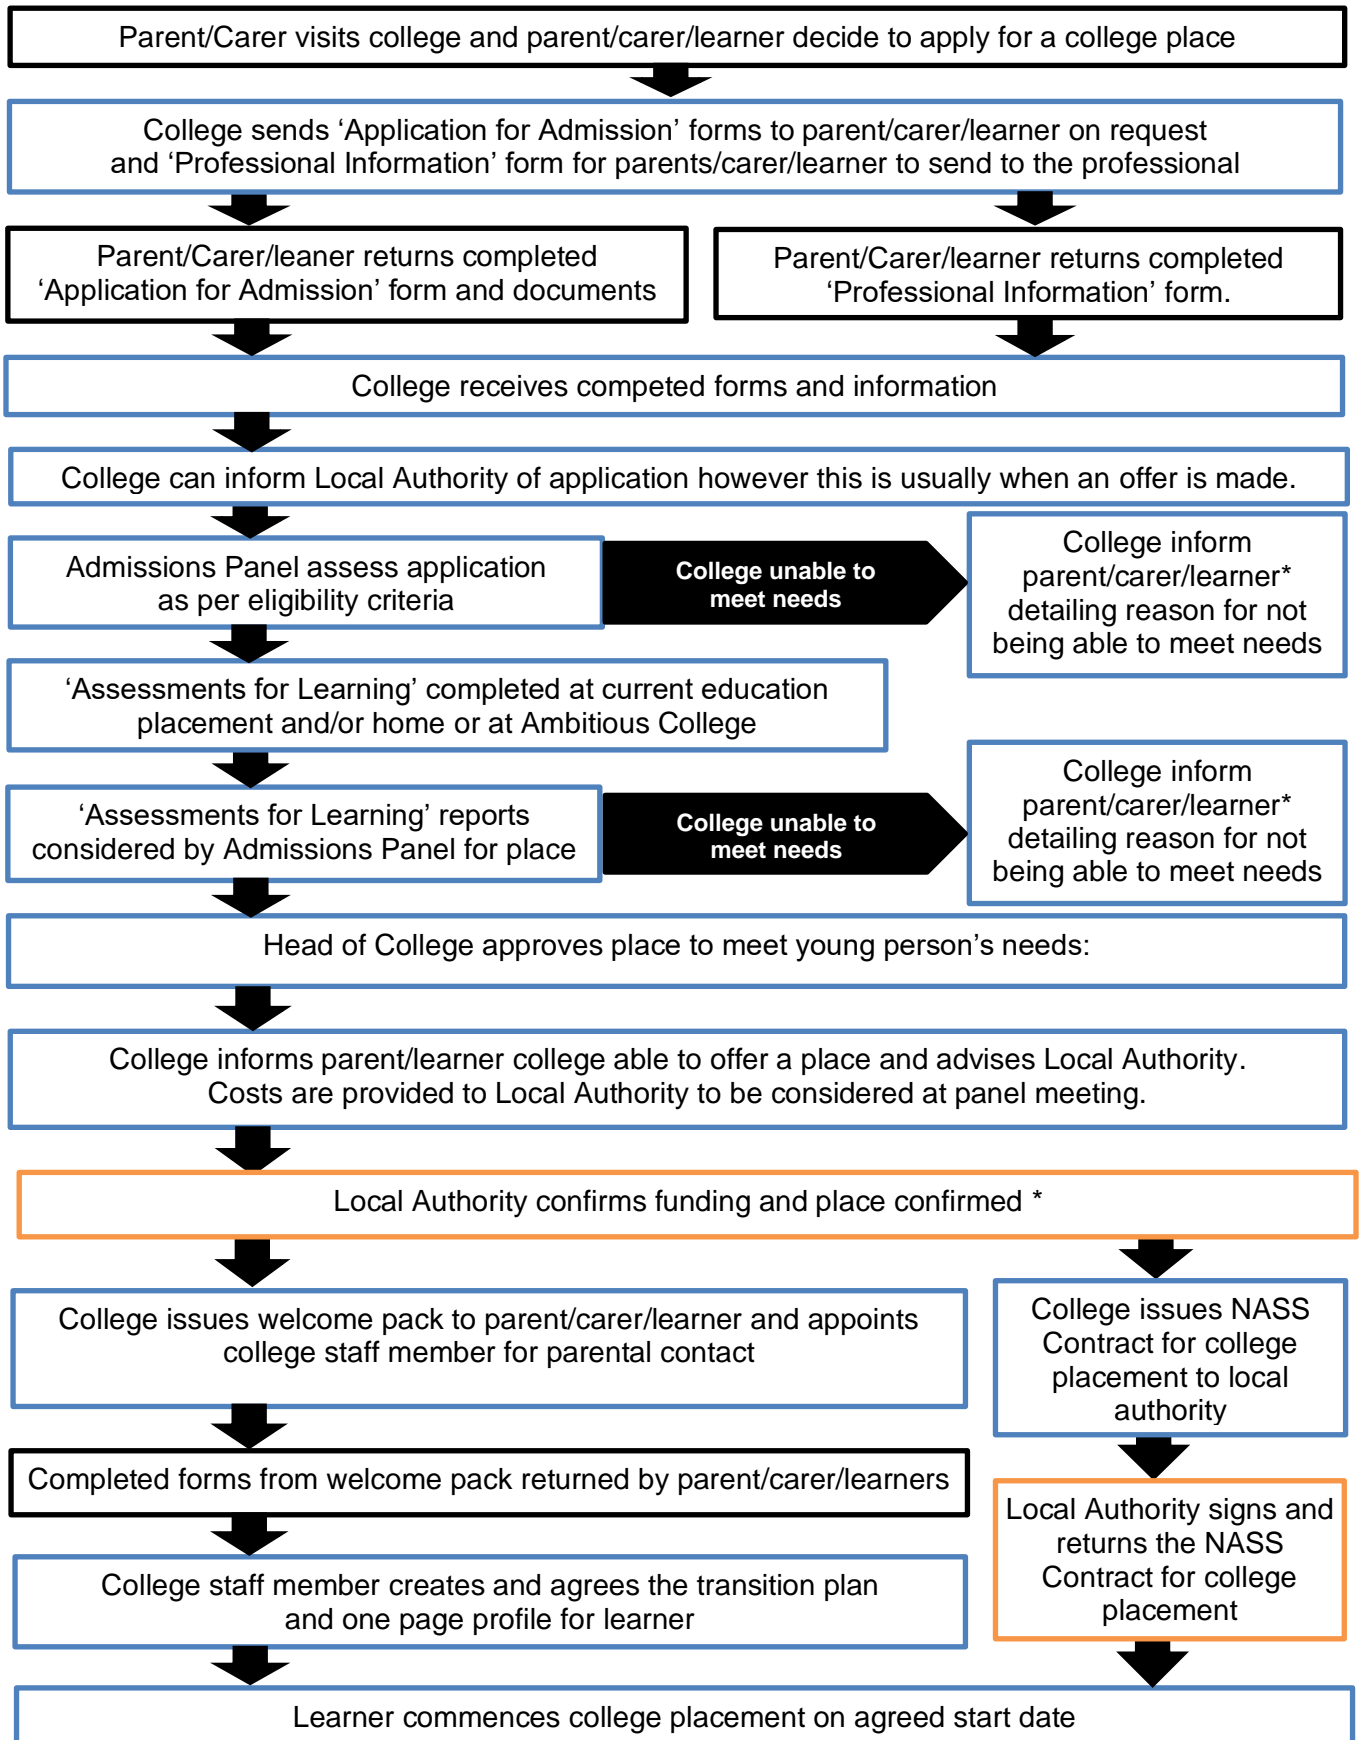 Parent/Carer visits college and parent/carer/learner decide to apply for a college place
College sends ‘Application for Admission’ forms to parent/carer/learner on request
and ‘Professional Information’ form for parents/carer/learner to send to the professional
Parent/Carer/leaner returns completed
‘Application for Admission’ form and documents
Parent/Carer/learner returns completed
‘Professional Information’ form.
College receives competed forms and information
College can inform Local Authority of application however this is usually when an offer is made.
Admissions Panel assess application
as per eligibility criteria
College unable to
meet needs
College inform
parent/carer/learner*
detailing reason for not
being able to meet needs
‘Assessments for Learning’ completed at current education
placement and/or home or at Ambitious College
‘Assessments for Learning’ reports
considered by Admissions Panel for place
College unable to
meet needs
College inform
parent/carer/learner*
detailing reason for not
being able to meet needs
Head of College approves place to meet young person’s needs:
College informs parent/learner college able to offer a place and advises Local Authority.
Costs are provided to Local Authority to be considered at panel meeting.
Local Authority confirms funding and place confirmed *
College issues welcome pack to parent/carer/learner and appoints
college staff member for parental contact
College issues NASS
Contract for college
placement to local
authority
Completed forms from welcome pack returned by parent/carer/learners
Local Authority signs and
returns the NASS
Contract for college
placement
College staff member creates and agrees the transition plan
and one page profile for learner
Learner commences college placement on agreed start date